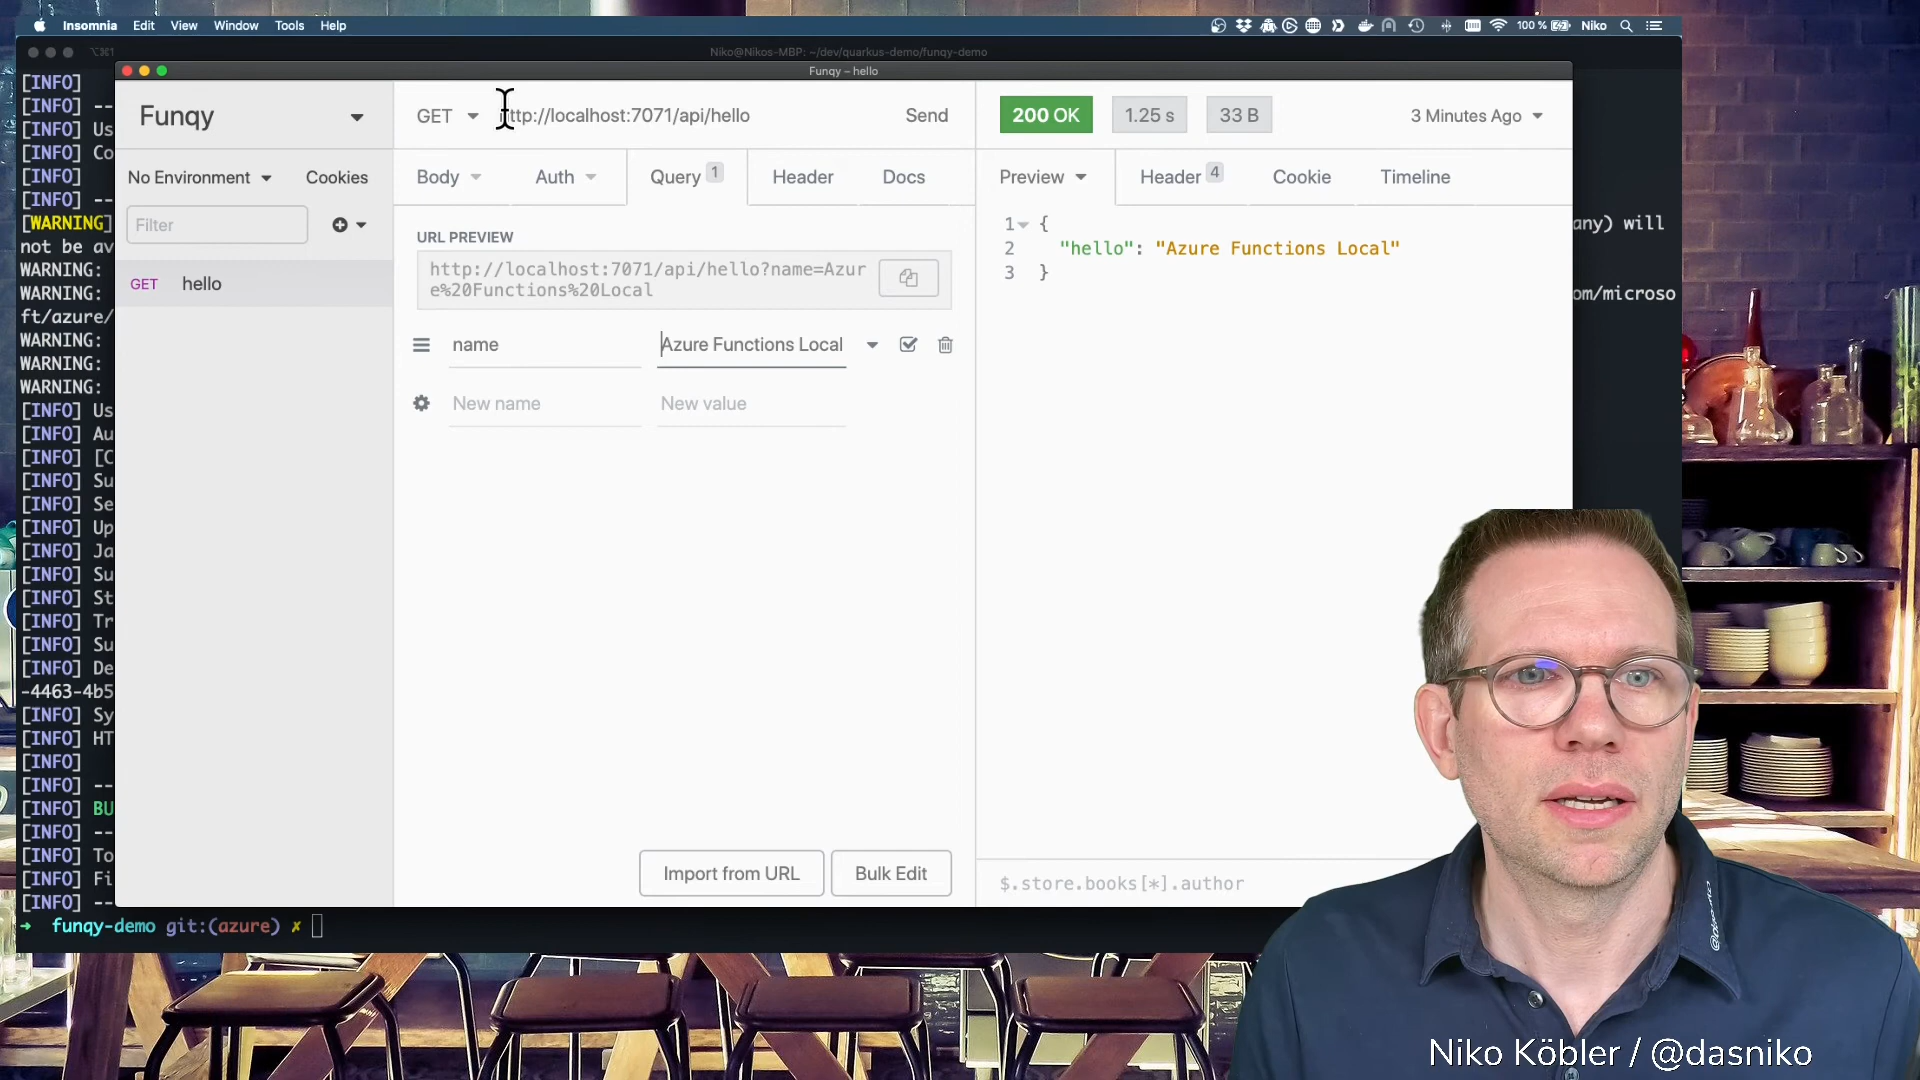 Insomnia Edit View Window Tools Help
100 % Niko
Niko@Nikos-MBP: ~/dev/quarkus-demo/funqy-demo
Funqy – hello
Funqy
GET
http://localhost:7071/api/hello
Send
200 OK
1.25 s
33 B
3 Minutes Ago
No Environment
Cookies
Body
Auth
Query 1
Header
Docs
Preview
Header 4
Cookie
Timeline
Filter
GET hello
URL PREVIEW
http://localhost:7071/api/hello?name=Azur
e%20Functions%20Local
name
Azure Functions Local
New name
New value
Import from URL
Bulk Edit
1 {
2 "hello": "Azure Functions Local"
3 }
$.store.books[*].author
[INFO]
[INFO] --
[INFO] Us
[INFO] Co
[INFO]
[INFO] --
[WARNING] any) will
not be av
WARNING:
WARNING: om/microso
ft/azure/
WARNING:
WARNING:
WARNING:
[INFO] Us
[INFO] Au
[INFO] [C
[INFO] Su
[INFO] Se
[INFO] Up
[INFO] Ja
[INFO] Su
[INFO] St
[INFO] Tr
[INFO] Su
[INFO] De
-4463-4b5
[INFO] Sy
[INFO] HT
[INFO]
[INFO] --
[INFO] BU
[INFO] --
[INFO] To
[INFO] Fi
[INFO] --
➜ funqy-demo git:(azure) ✗
Niko Köbler / @dasniko